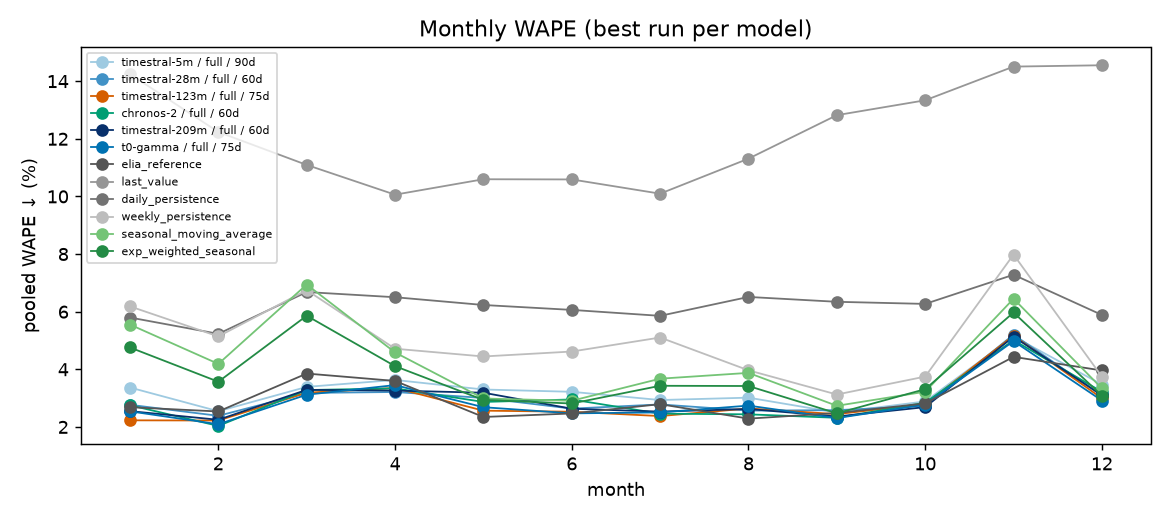 Monthly WAPE (best run per model)
timestral-5m / full / 90d
timestral-28m / full / 60d
timestral-123m / full / 75d
chronos-2 / full / 60d
timestral-209m / full / 60d
t0-gamma / full / 75d
elia_reference
last_value
daily_persistence
weekly_persistence
seasonal_moving_average
exp_weighted_seasonal
pooled WAPE ↓ (%)
14
12
10
8
6
4
2
2
4
6
8
10
12
month